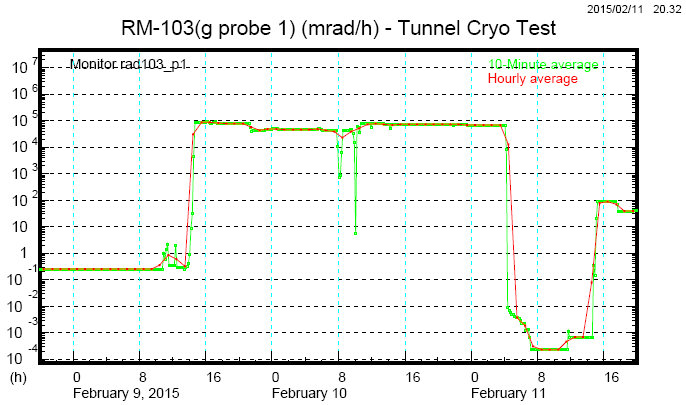 2015/02/11 20.32
RM-103(g probe 1) (mrad/h) - Tunnel Cryo Test
Monitor rad103_p1
10-Minute average
Hourly average
10 7
10 6
10 5
10 4
10 3
10 2
10
1
10 -1
10 -2
10 -3
10 -4
(h) 0 8 16 0 8 16 0 8 16
February 9, 2015 February 10 February 11